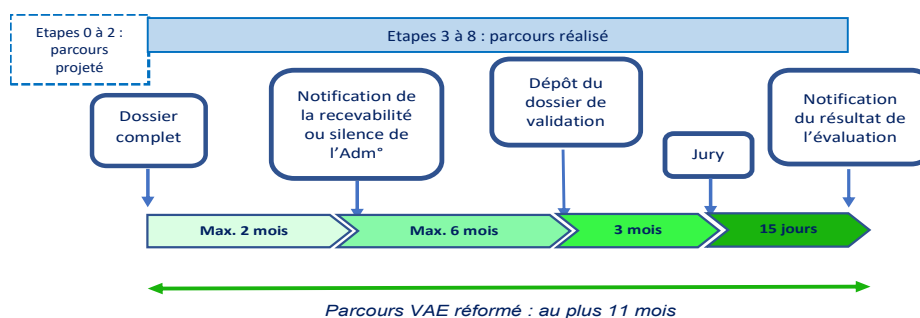 Etapes 0 à 2 :
parcours
projeté
Etapes 3 à 8 : parcours réalisé
Dossier
complet
Notification de
la recevabilité
ou silence de
l'Adm°
Dépôt du
dossier de
validation
Jury
Notification
du résultat de
l'évaluation
Max. 2 mois
Max. 6 mois
3 mois
15 jours
Parcours VAE réformé : au plus 11 mois